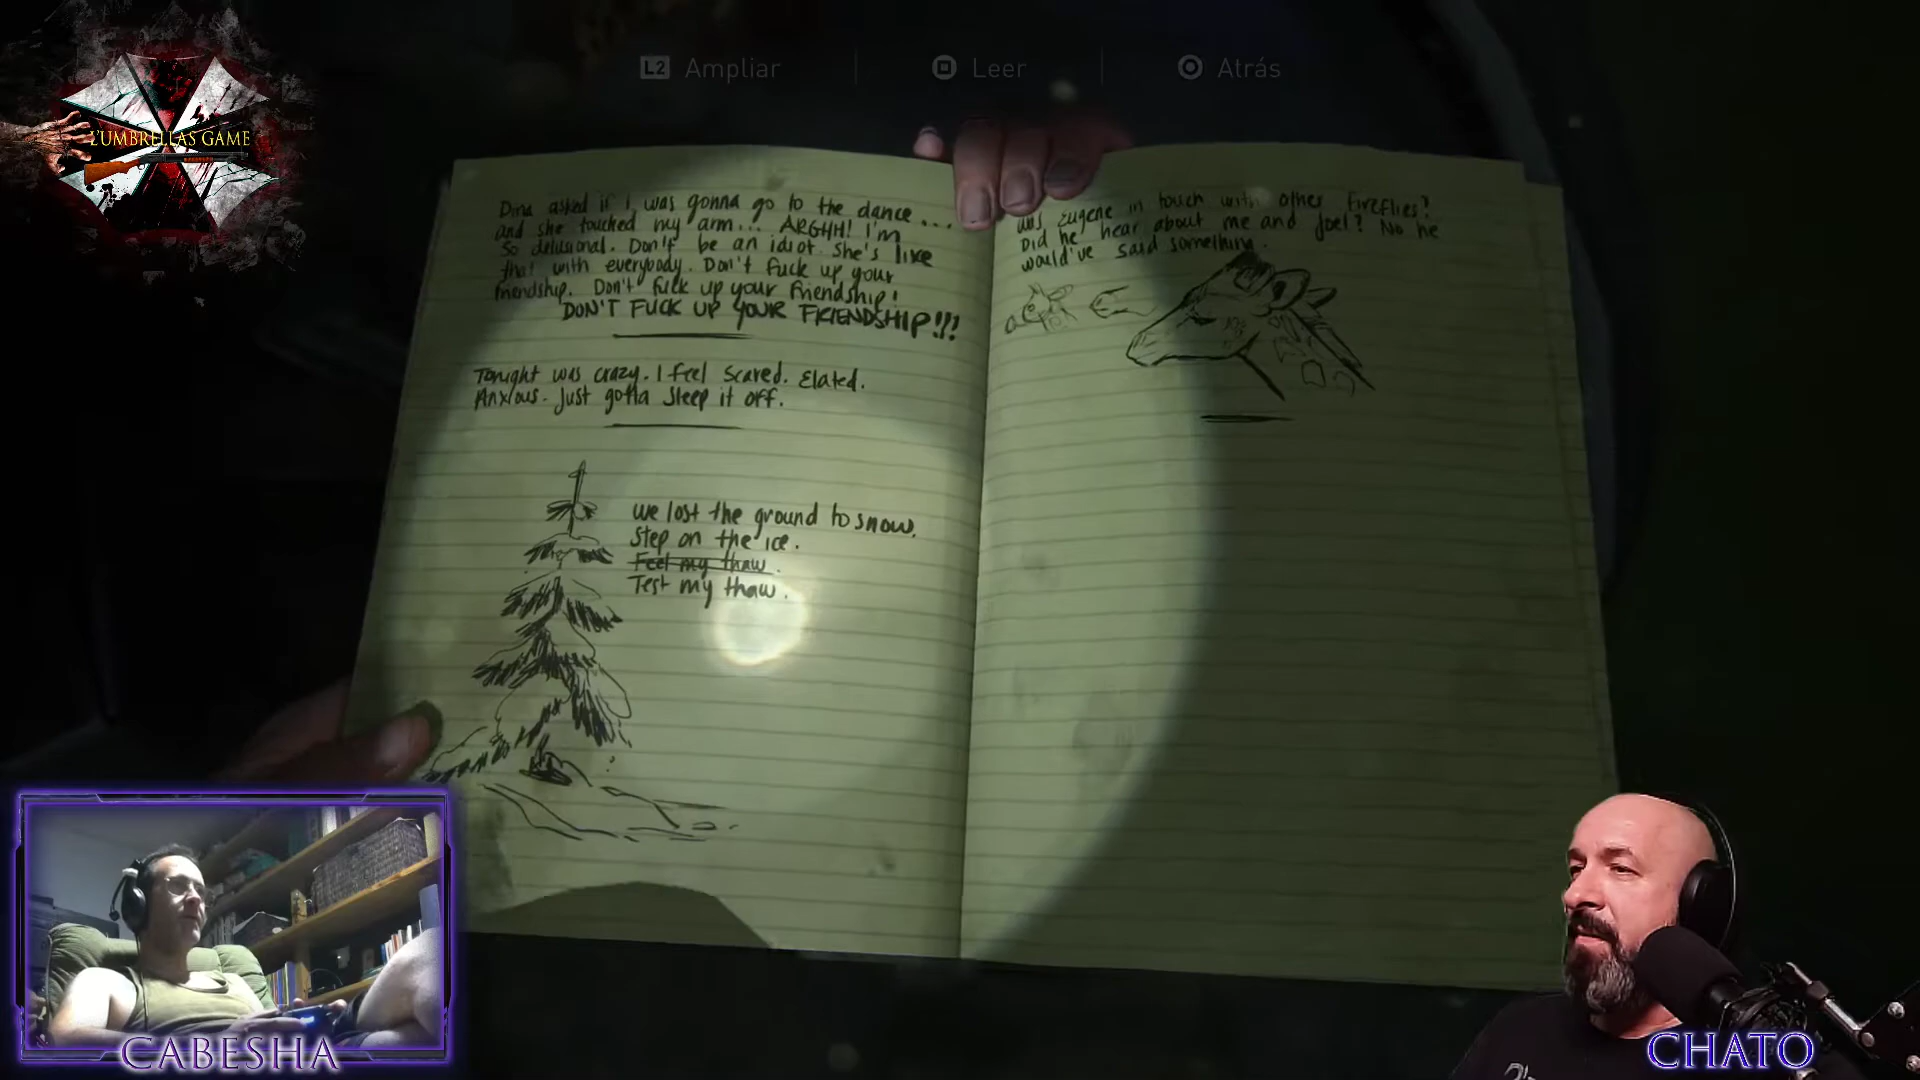 L2 Ampliar
Leer
Atrás
L'UMBRELLAS GAME
Dina asked if I was gonna go to the dance...
and she touched my arm... ARGHH! I'm
so delusional. Don't be an idiot. She's like
that with everybody. Don't fuck up your
friendship. Don't fuck up your friendship!
DON'T FUCK UP YOUR FRIENDSHIP!!!
Tonight was crazy. I feel scared. Elated.
Anxious. Just gotta sleep it off.
We lost the ground to snow.
Step on the ice.
Feel my thaw.
Test my thaw.
was Eugene in touch with other Fireflies?
Did he hear about me and Joel? No he
would've said something.
CABESHA
CHATO